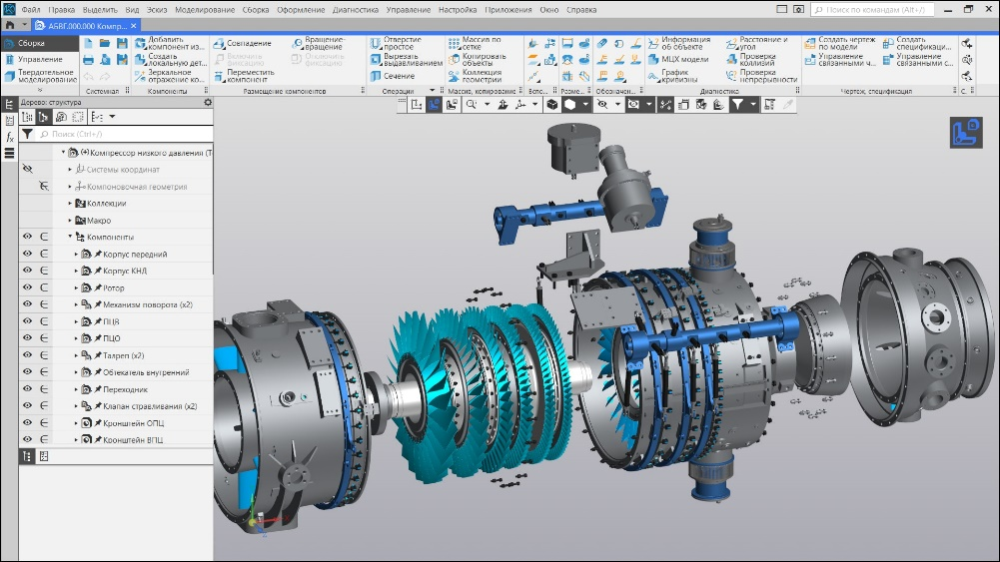 Файл Правка Выделить Вид Эскиз Моделирование Сборка Оформление Диагностика Управление Настройка Приложения Окно Справка
Поиск по командам (Alt+/)
АБВГ.000.000 Компр...
Сборка
Управление
Твердотельное моделирование
Системная
Добавить компонент из...
Создать локальную дет...
Зеркальное отражение ко...
Компоненты
Совпадение
Включить фиксацию
Переместить компонент
Вращение-вращение
Отключить фиксацию
Размещение компонентов
Отверстие простое
Вырезать выдавливанием
Сечение
Операции
Массив по сетке
Копировать объекты
Коллекция геометрии
Массив, копирование
Вспо...
Разме...
Обозначен...
Информация об объекте
МЦХ модели
График кривизны
Расстояние и угол
Проверка коллизий
Проверка непрерывности
Диагностика
Создать чертеж по модели
Управление связанными ч...
Создать спецификаци...
Управление связанными...
Чертеж, спецификация
С.
Дерево: структура
Поиск (Ctrl+/)
(+)Компрессор низкого давления (Т
Системы координат
Компоновочная геометрия
Коллекции
Макро
Компоненты
Корпус передний
Корпус КНД
Ротор
Механизм поворота (x2)
ПЦВ
ПЦО
Талреп (x2)
Обтекатель внутренний
Переходник
Клапан стравливания (x2)
Кронштейн ОПЦ
Кронштейн ВПЦ